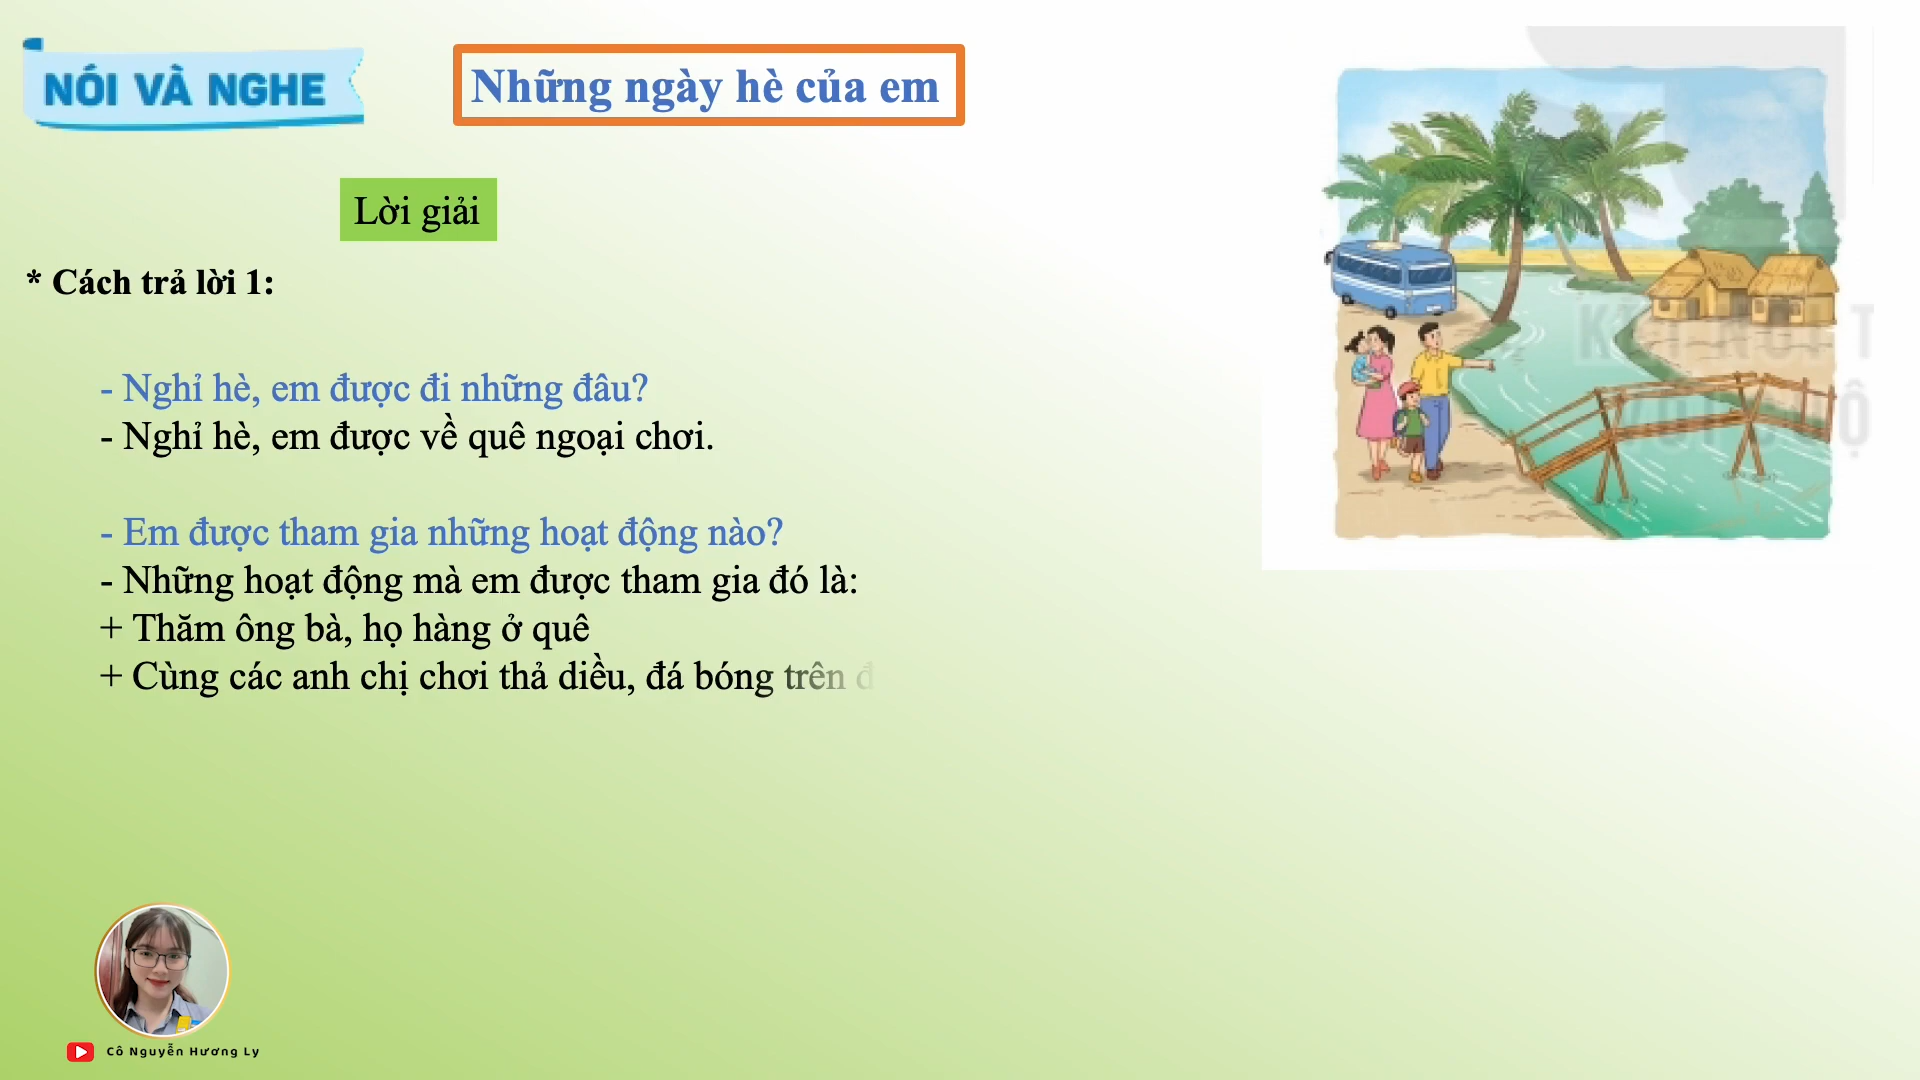 NÓI VÀ NGHE
Những ngày hè của em
Lời giải
* Cách trả lời 1:
- Nghỉ hè, em được đi những đâu?
- Nghỉ hè, em được về quê ngoại chơi.
- Em được tham gia những hoạt động nào?
- Những hoạt động mà em được tham gia đó là:
+ Thăm ông bà, họ hàng ở quê
+ Cùng các anh chị chơi thả diều, đá bóng trên
Cô Nguyễn Hương Ly